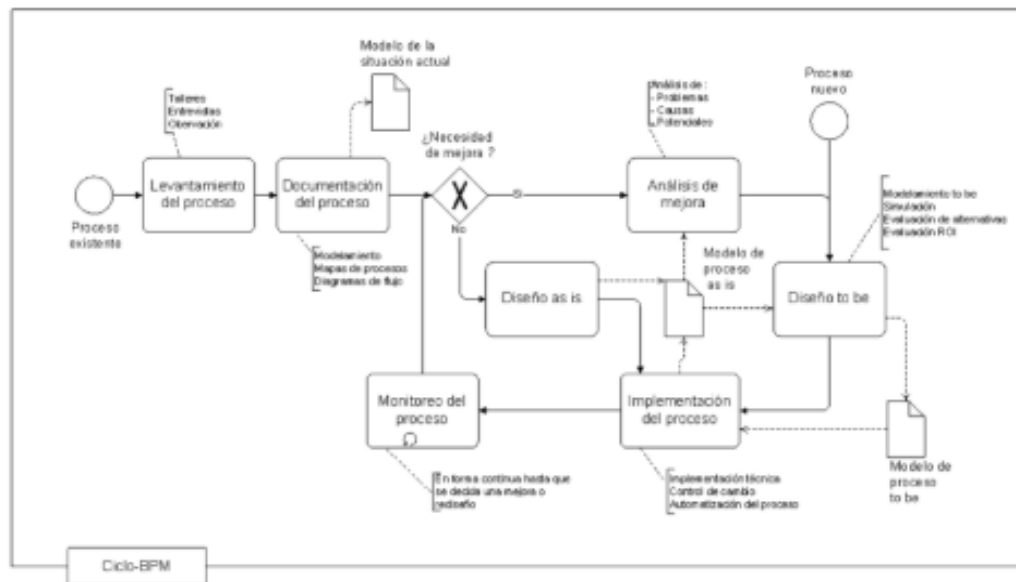 Modelo de la
situación actual
Talleres
Entrevistas
Obervación
Levantamiento
del proceso
Documentación
del proceso
Proceso
existente
Modelamiento
Mapas de procesos
Diagramas de flujo
¿Necesidad
de mejora ?
Si
No
Análisis de :
- Problemas
- Causas
- Potenciales
Análisis de
mejora
Proceso
nuevo
Modelamiento to be
Simulación
Evaluación de alternativas
Evaluación ROI
Diseño as is
Modelo de
proceso
as is
Diseño to be
Monitoreo del
proceso
Implementación
del proceso
En forma continua hasta que
se decida una mejora o
rediseño
Implementación técnica
Control de cambio
Automatización del proceso
Modelo de
proceso
to be
Ciclo-BPM